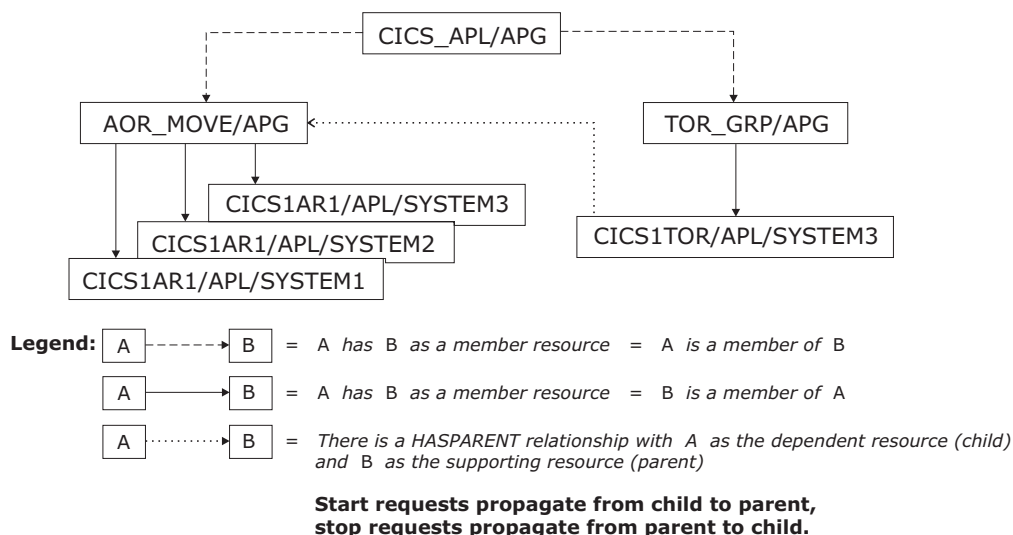 CICS_APL/APG
AOR_MOVE/APG
TOR_GRP/APG
CICS1AR1/APL/SYSTEM3
CICS1AR1/APL/SYSTEM2
CICS1AR1/APL/SYSTEM1
CICS1TOR/APL/SYSTEM3
Legend: A B = A has B as a member resource = A is a member of B
A B = A has B as a member resource = B is a member of A
A B = There is a HASPARENT relationship with A as the dependent resource (child)
and B as the supporting resource (parent)
Start requests propagate from child to parent,
stop requests propagate from parent to child.